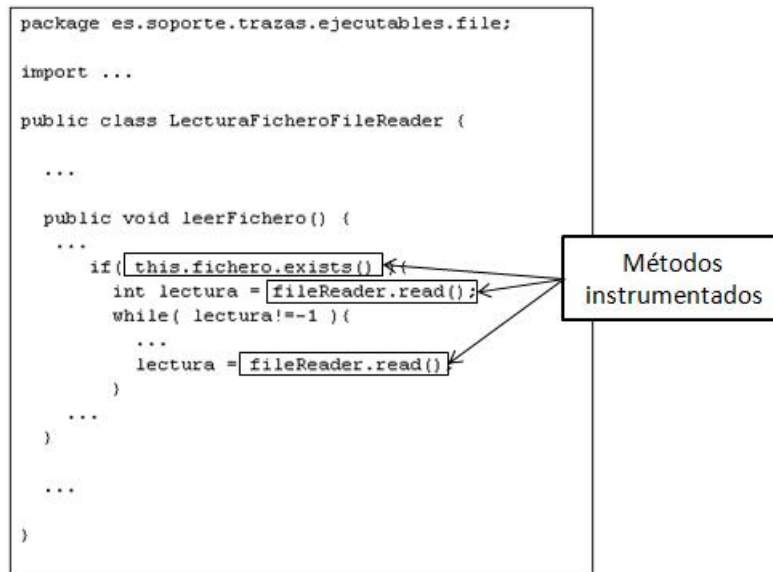 package es.soporte.trazas.ejecutables.file;
import ...
public class LecturaFicheroFileReader {
...
public void leerFichero() {
...
if( this.fichero.exists() ){
int lectura = fileReader.read();
while( lectura!=-1 ){
...
lectura = fileReader.read()
}
...
}
...
}
Métodos
instrumentados